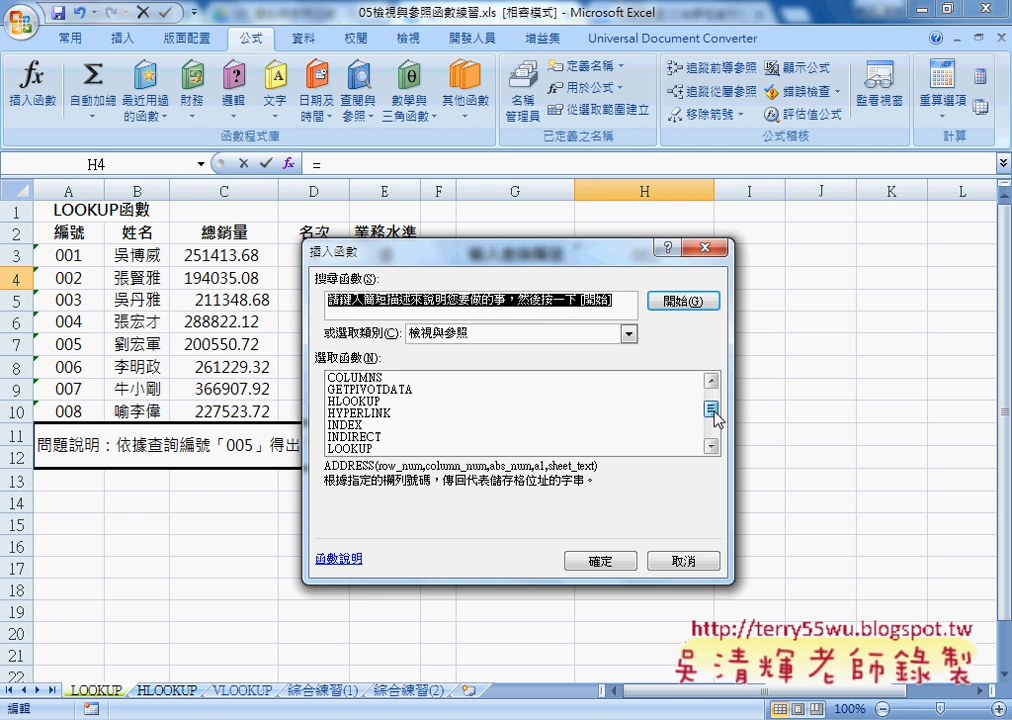 05檢視與參照函數練習.xls [相容模式] - Microsoft Excel
常用 插入 版面配置 公式 資料 校閱 檢視 開發人員 增益集 Universal Document Converter
插入函數 自動加總 最近用過的函數 財務 邏輯 文字 日期及時間 查閱與參照 數學與三角函數 其他函數
函數程式庫
名稱管理員 定義名稱 用於公式 從選取範圍建立
已定義之名稱
追蹤前導參照 追蹤從屬參照 移除箭號 顯示公式 錯誤檢查 評估值公式 監看視窗
公式稽核
重算選項
計算
H4 =
A B C D E F G H I J K L
1 LOOKUP函數
2 編號 姓名 總銷量 名次 業務水準
3 001 吳博威 251413.68
4 002 張賢雅 194035.08
5 003 吳丹雅 211348.68
6 004 張宏才 288822.12
7 005 劉宏軍 200550.72
8 006 李明政 261229.32
9 007 牛小剛 366907.92
10 008 喻李偉 227523.72
11
12 問題說明：依據查詢編號「005」得出
13
14
15
16
17
18
19
20
21
22
插入函數
搜尋函數(S):
請鍵入簡短描述來說明您要做的事，然後按一下 [開始]
開始(G)
或選取類別(C): 檢視與參照
選取函數(N):
COLUMNS
GETPIVOTDATA
HLOOKUP
HYPERLINK
INDEX
INDIRECT
LOOKUP
ADDRESS(row_num,column_num,abs_num,a1,sheet_text)
根據指定的欄列號碼，傳回代表儲存格位址的字串。
函數說明 確定 取消
http://terry55wu.blogspot.tw
吳清輝老師錄製
LOOKUP HLOOKUP VLOOKUP 綜合練習(1) 綜合練習(2)
編輯 100%